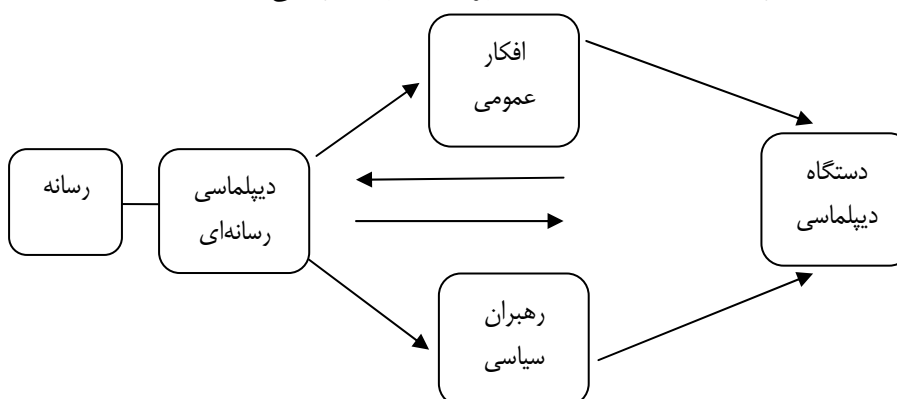 افکار
عمومی
دستگاه
دیپلماسی
دیپلماسی
رسانه‌ای
رسانه
رهبران
سیاسی